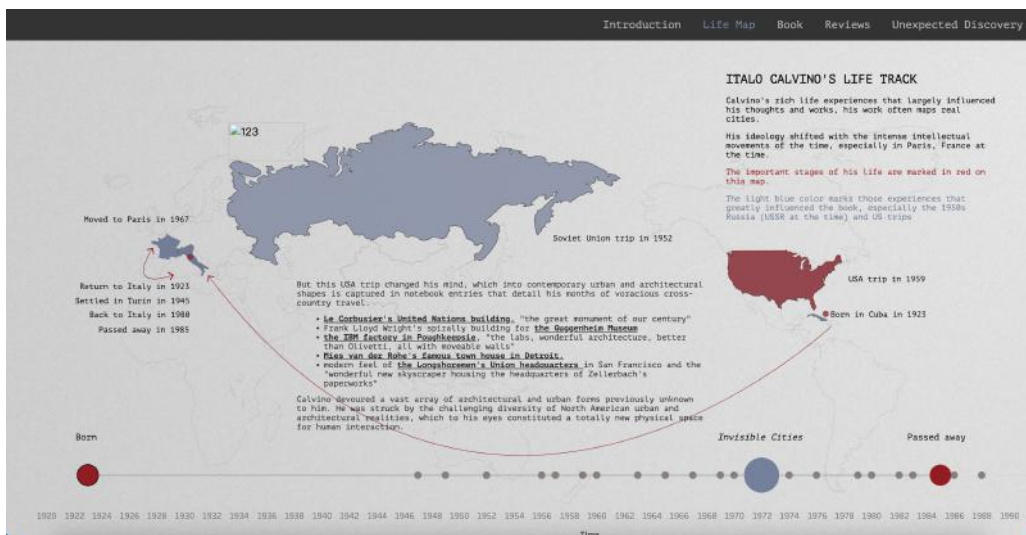 Introduction Life Map Book Reviews Unexpected Discovery
ITALO CALVINO'S LIFE TRACK
Calvino's rich life experiences that largely influenced
his thoughts and works, his work often maps real
cities.
His ideology shifted with the intense intellectual
movements of the time, especially in Paris, France at
the time.
The important stages of his life are marked in red on
this map.
The light blue color marks those experiences that
greatly influenced the book, especially the 1950s
Russia (USSR at the time) and US trips
123
Moved to Paris in 1967
Soviet Union trip in 1952
USA trip in 1959
Born in Cuba in 1923
Return to Italy in 1923
Settled in Turin in 1945
Back to Italy in 1980
Passed away in 1985
But this USA trip changed his mind, which into contemporary urban and architectural
shapes is captured in notebook entries that detail his months of voracious cross-
country travel.
• Le Corbusier's United Nations building, "the great monument of our century"
• Frank Lloyd Wright's spirally building for the Guggenheim Museum
• the IBM factory in Poughkeepsie, "the labs, wonderful architecture, better
than Olivetti, all with moveable walls"
• Mies van der Rohe's famous town house in Detroit.
• modern feel of the Longshoremen's Union headquarters in San Francisco and the
"wonderful new skyscraper housing the headquarters of Zellerbach's
paperworks"
Calvino devoured a vast array of architectural and urban forms previously unknown
to him. He was struck by the challenging diversity of North American urban and
architectural realities, which to his eyes constituted a totally new physical space
for human interaction.
Born
Invisible Cities
Passed away
1920 1922 1924 1926 1928 1930 1932 1934 1936 1938 1940 1942 1944 1946 1948 1950 1952 1954 1956 1958 1960 1962 1964 1966 1968 1970 1972 1974 1976 1978 1980 1982 1984 1986 1988 1990
Time